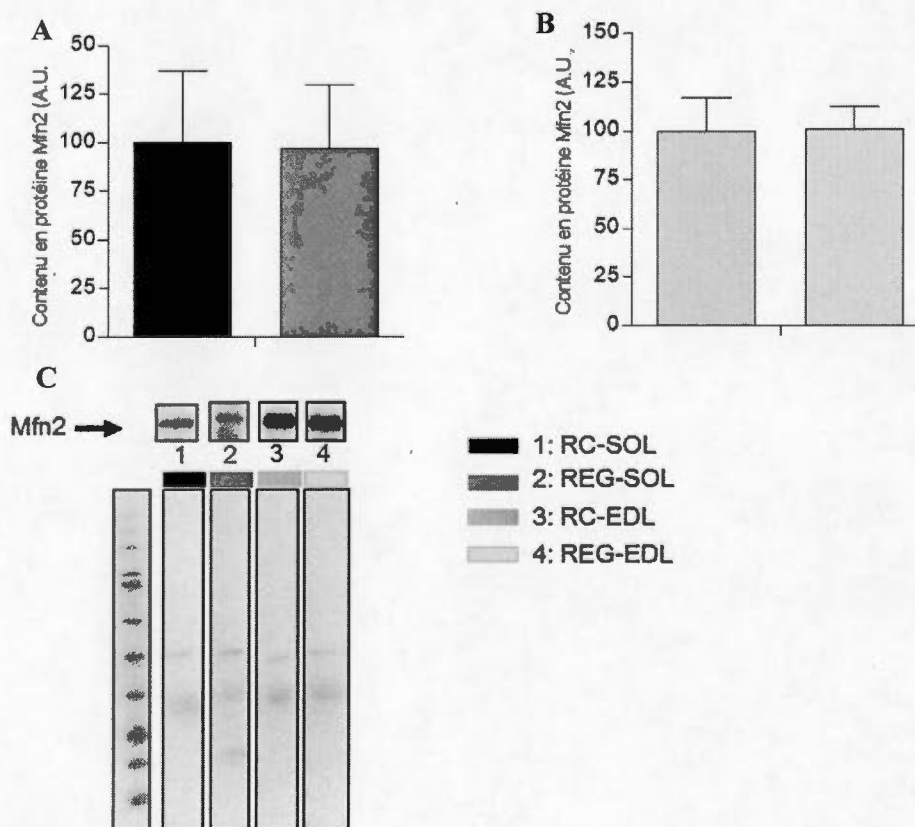 A
50
125
100
75
50
25
0
Contenu en protéine Mfn2 (A.U.
B
150
125
100
75
50
25
0
Contenu en protéine Mfn2 (A.U.,
C
Mfn2
1 2 3 4
1: RC-SOL
2: REG-SOL
3: RC-EDL
4: REG-EDL